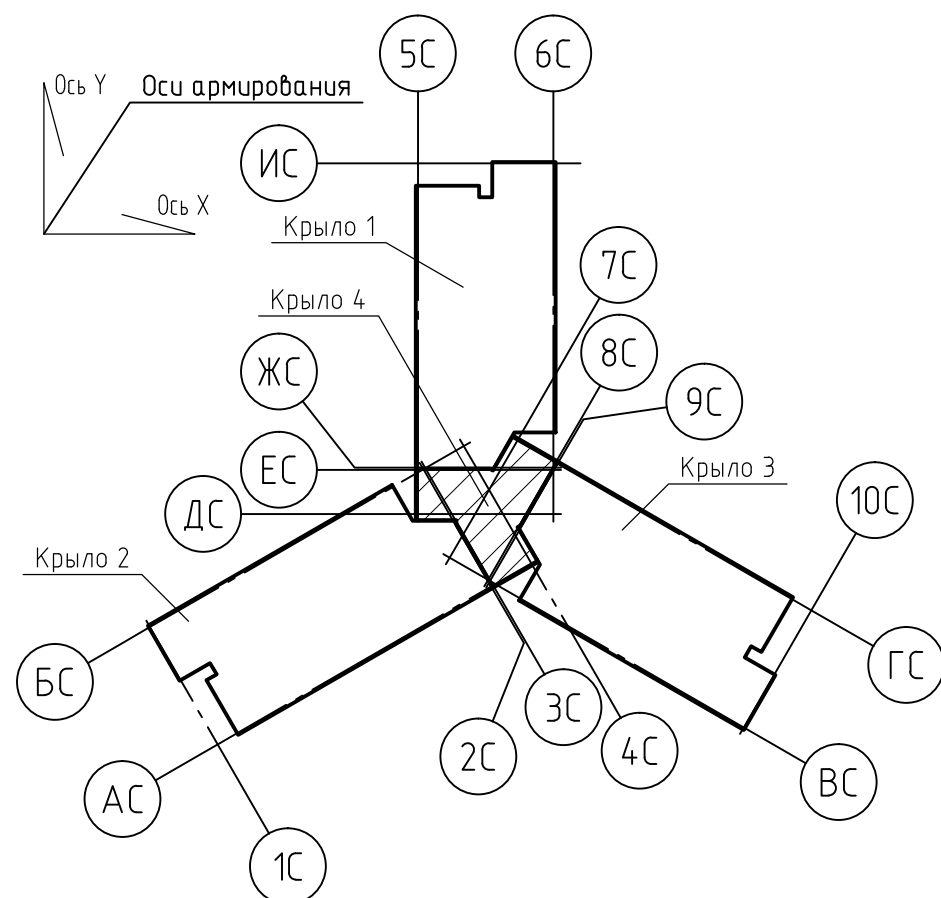 5С
6С
Ось Y
Оси армирования
ИС
Ось X
Крыло 1
7С
Крыло 4
8С
ЖС
9С
ЕС
Крыло 3
10С
ДС
Крыло 2
ГС
БС
3С
2С
4С
ВС
АС
1С